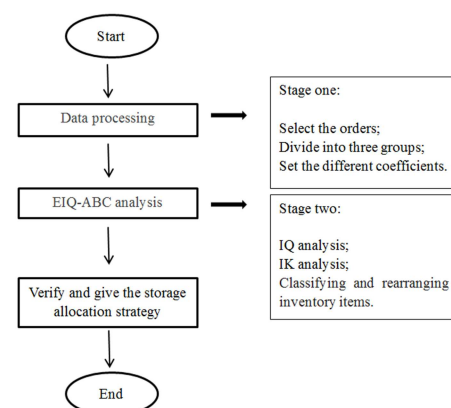 Start
Data processing
Stage one:
Select the orders;
Divide into three groups;
Set the different coefficients.
EIQ-ABC analysis
Stage two:
IQ analysis;
IK analysis;
Classifying and rearranging
inventory items.
Verify and give the storage
allocation strategy
End